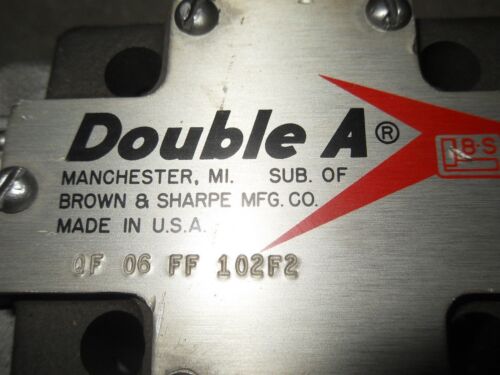 Double A®
B-S
MANCHESTER, MI. SUB. OF
BROWN & SHARPE MFG. CO.
MADE IN U.S.A.
QF 06 FF 102F2